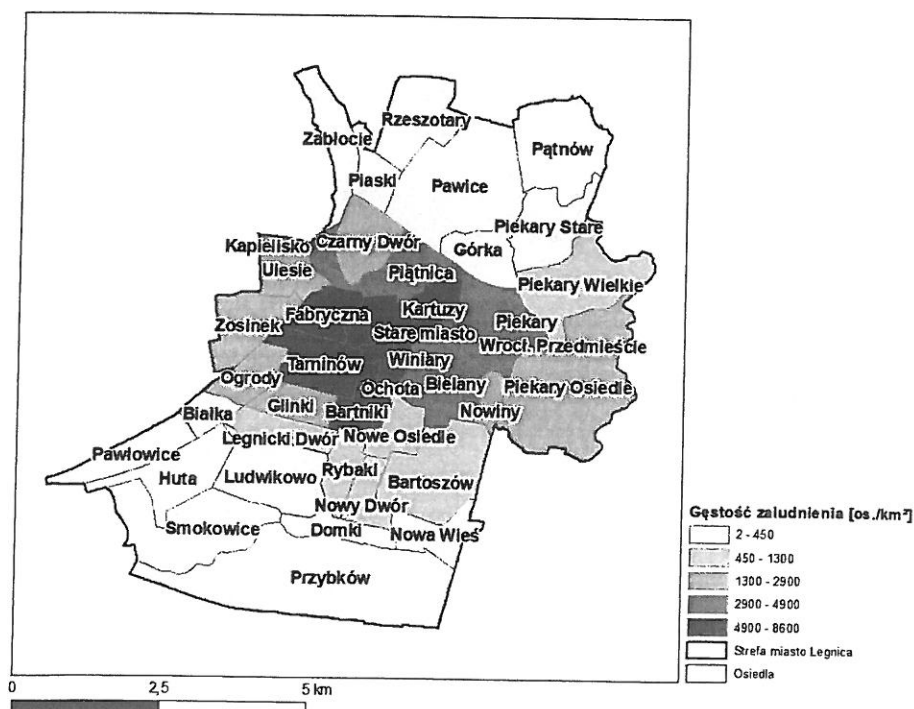 Rzeszotary
Zabłocie
Pątnów
Piaski
Pawice
Piekary Stare
Kąpielisko
Czarny Dwór
Górka
Ulesie
Piątnica
Piekary Wielkie
Fabryczna
Kartuzy
Zosinek
Stare miasto
Piekary
Wrocł. Przedmieście
Tarninów
Winiary
Ogrody
Ochota
Bielany
Piekary Osiedle
Glinki
Bartniki
Nowiny
Białka
Legnicki Dwór
Nowe Osiedle
Pawłowice
Huta
Ludwikowo
Rybaki
Bartoszów
Nowy Dwór
Smokowice
Domki
Nowa Wieś
Przybków
Gęstość zaludnienia [os./km²]
2 - 450
450 - 1300
1300 - 2900
2900 - 4900
4900 - 8600
Strefa miasto Legnica
Osiedla
0 2,5 5 km